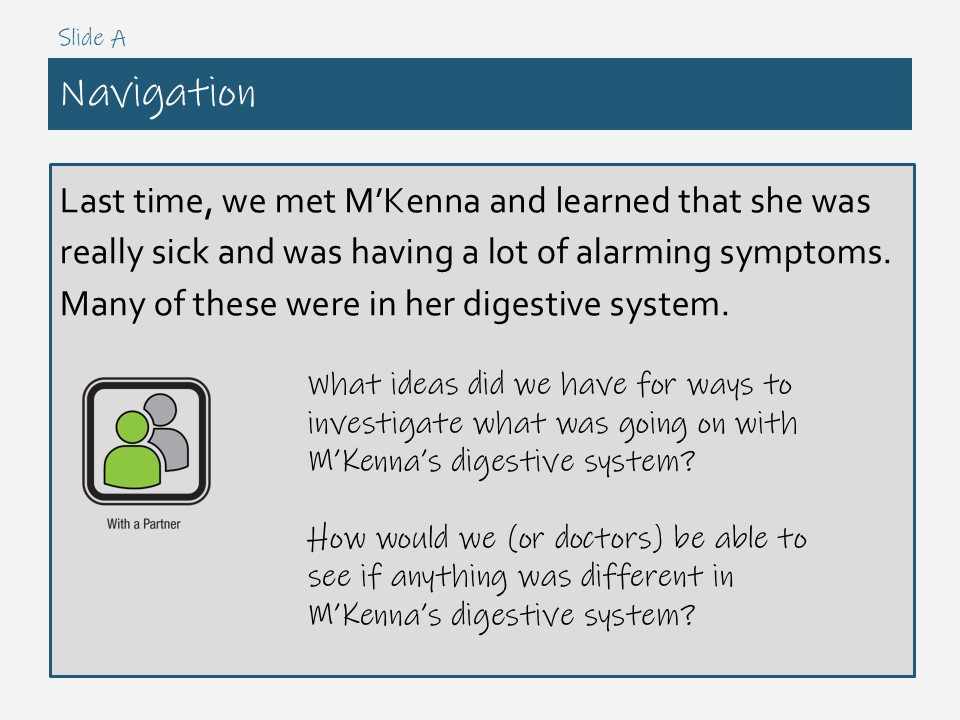 Slide A
Navigation
Last time, we met M’Kenna and learned that she was
really sick and was having a lot of alarming symptoms.
Many of these were in her digestive system.
What ideas did we have for ways to
investigate what was going on with
M’Kenna’s digestive system?
With a Partner
How would we (or doctors) be able to
see if anything was different in
M’Kenna’s digestive system?